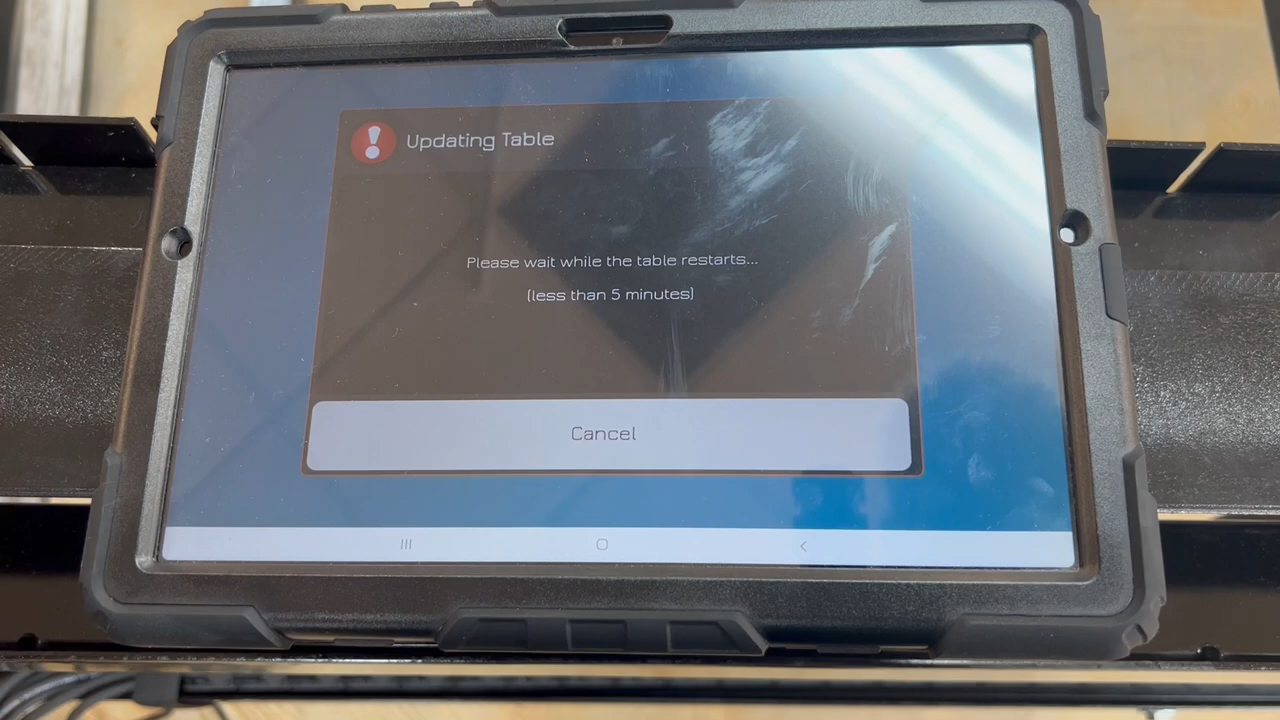 Updating Table
Please wait while the table restarts...
(less than 5 minutes)
Cancel